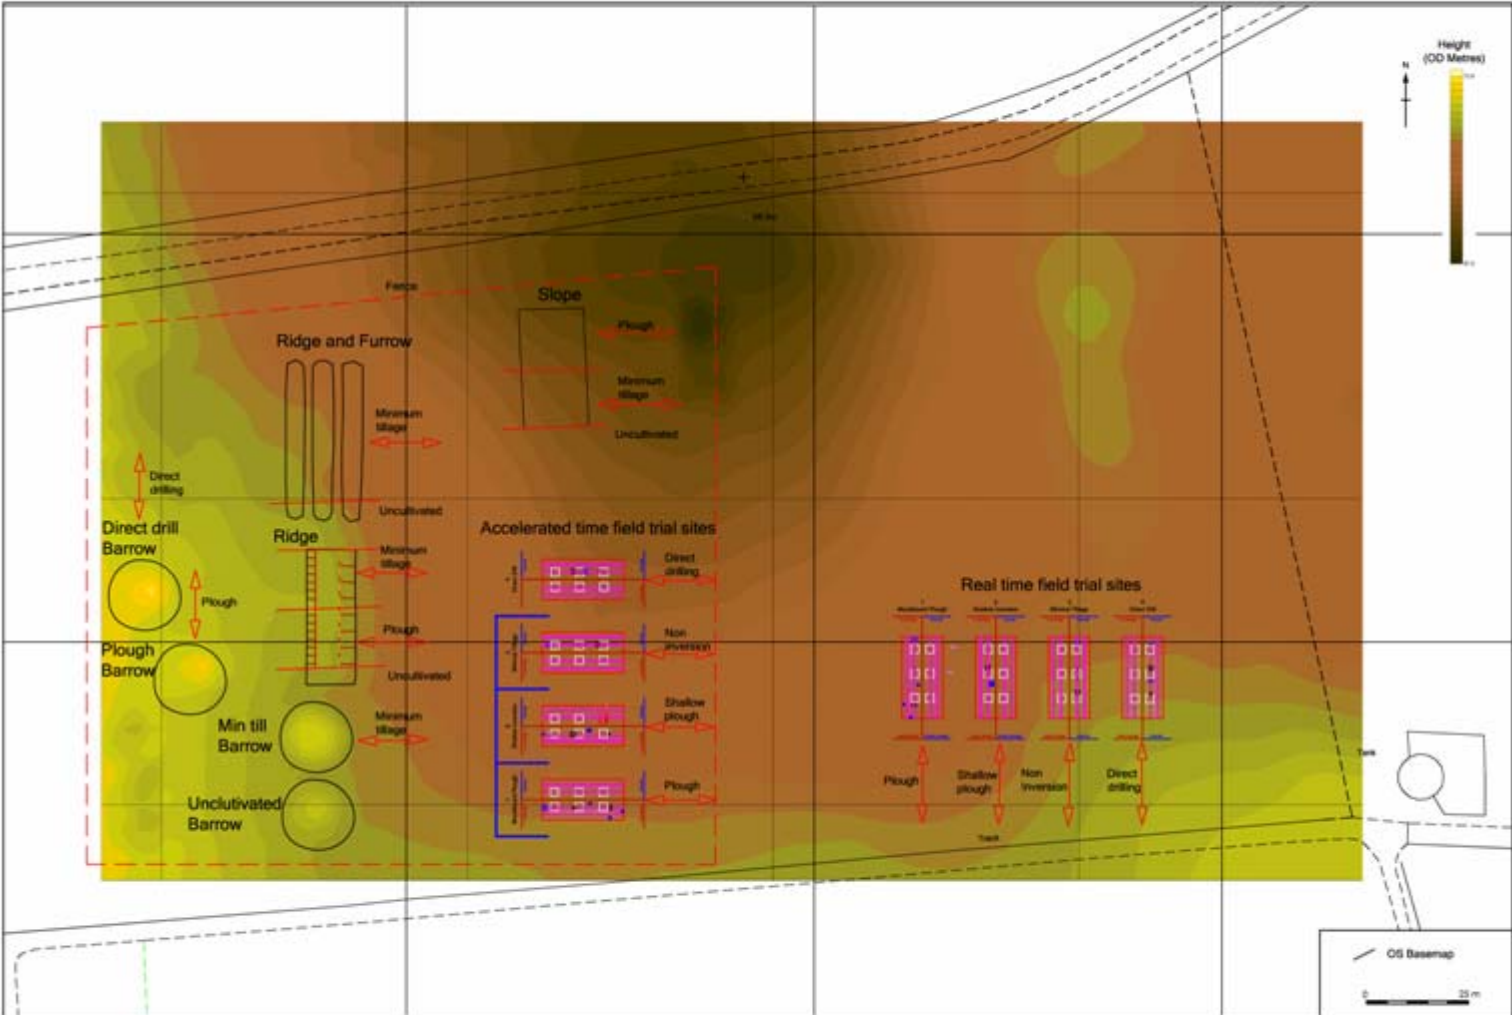 Height
(OD Metres)
N
Fence
Slope
Plough
Ridge and Furrow
Minimum
tillage
Minimum
tillage
Uncultivated
Direct
drilling
Uncultivated
Direct drill
Barrow
Ridge
Accelerated time field trial sites
Minimum
tillage
Direct
drilling
Real time field trial sites
Plough
Plough
Non
inversion
Plough
Barrow
Uncultivated
Min till
Barrow
Minimum
tillage
Shallow
plough
Tank
Plough
Shallow
plough
Non
Inversion
Direct
drilling
Unclutivated
Barrow
Plough
Track
OS Basemap
0 25 m